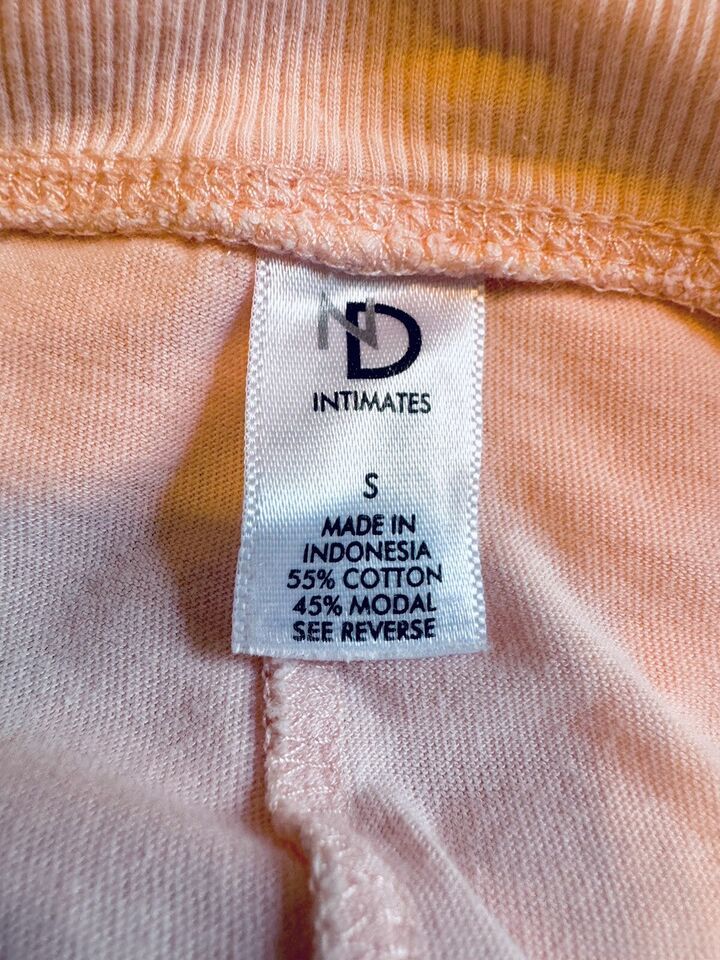 ND
INTIMATES
S
MADE IN
INDONESIA
55% COTTON
45% MODAL
SEE REVERSE